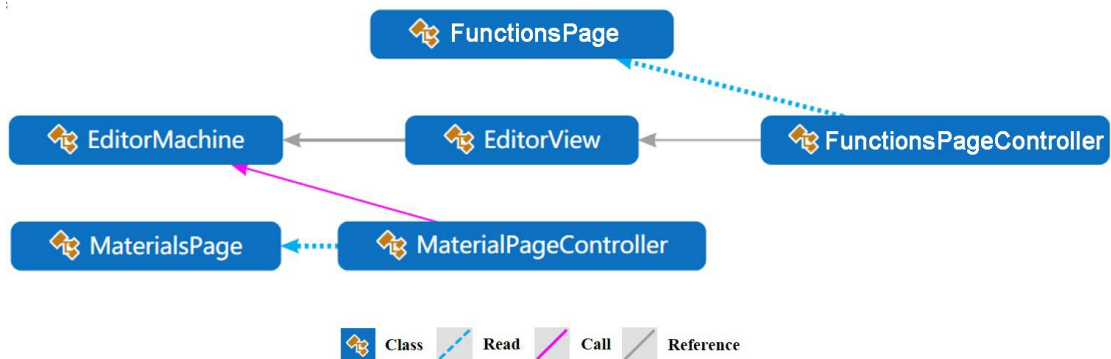 FunctionsPage
EditorMachine EditorView FunctionsPageController
MaterialsPage MaterialPageController
Class Read Call Reference